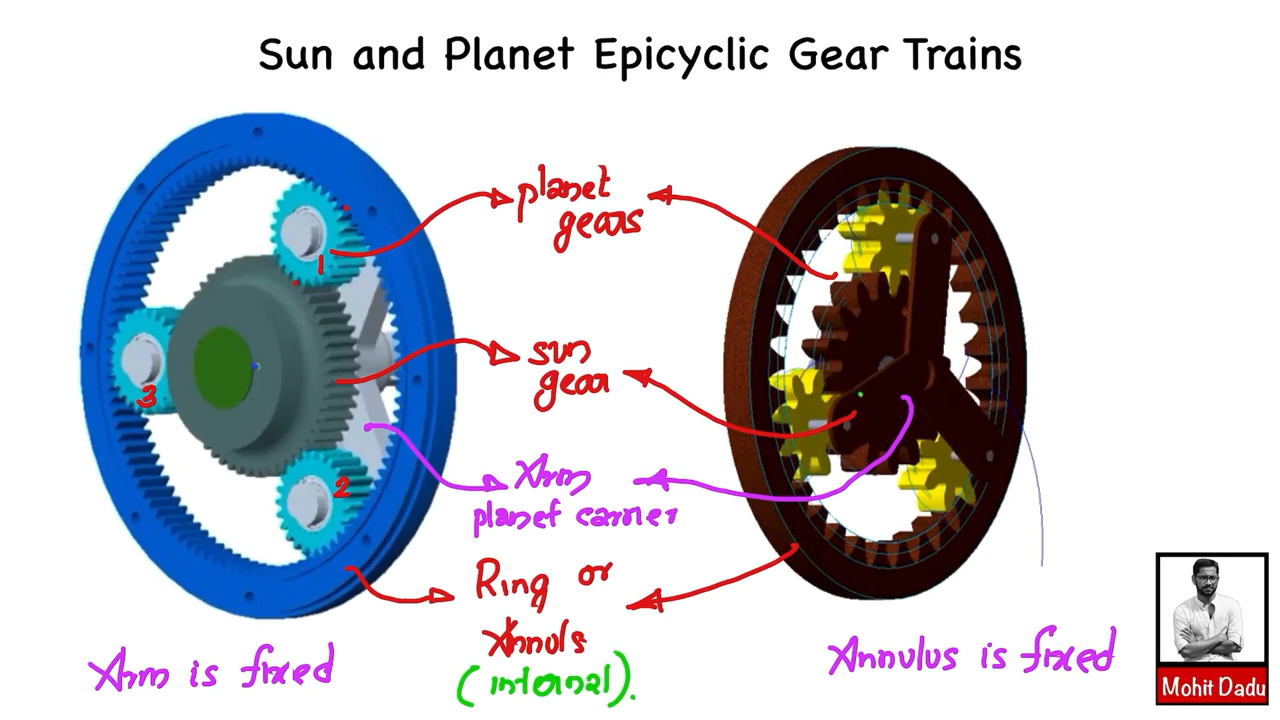 Sun and Planet Epicyclic Gear Trains
planet
gears
1
sun
gear
3
2
Arm
planet carrier
Ring or
Annuls
(internal).
Arm is fixed
Annulus is fixed
Mohit Dadu